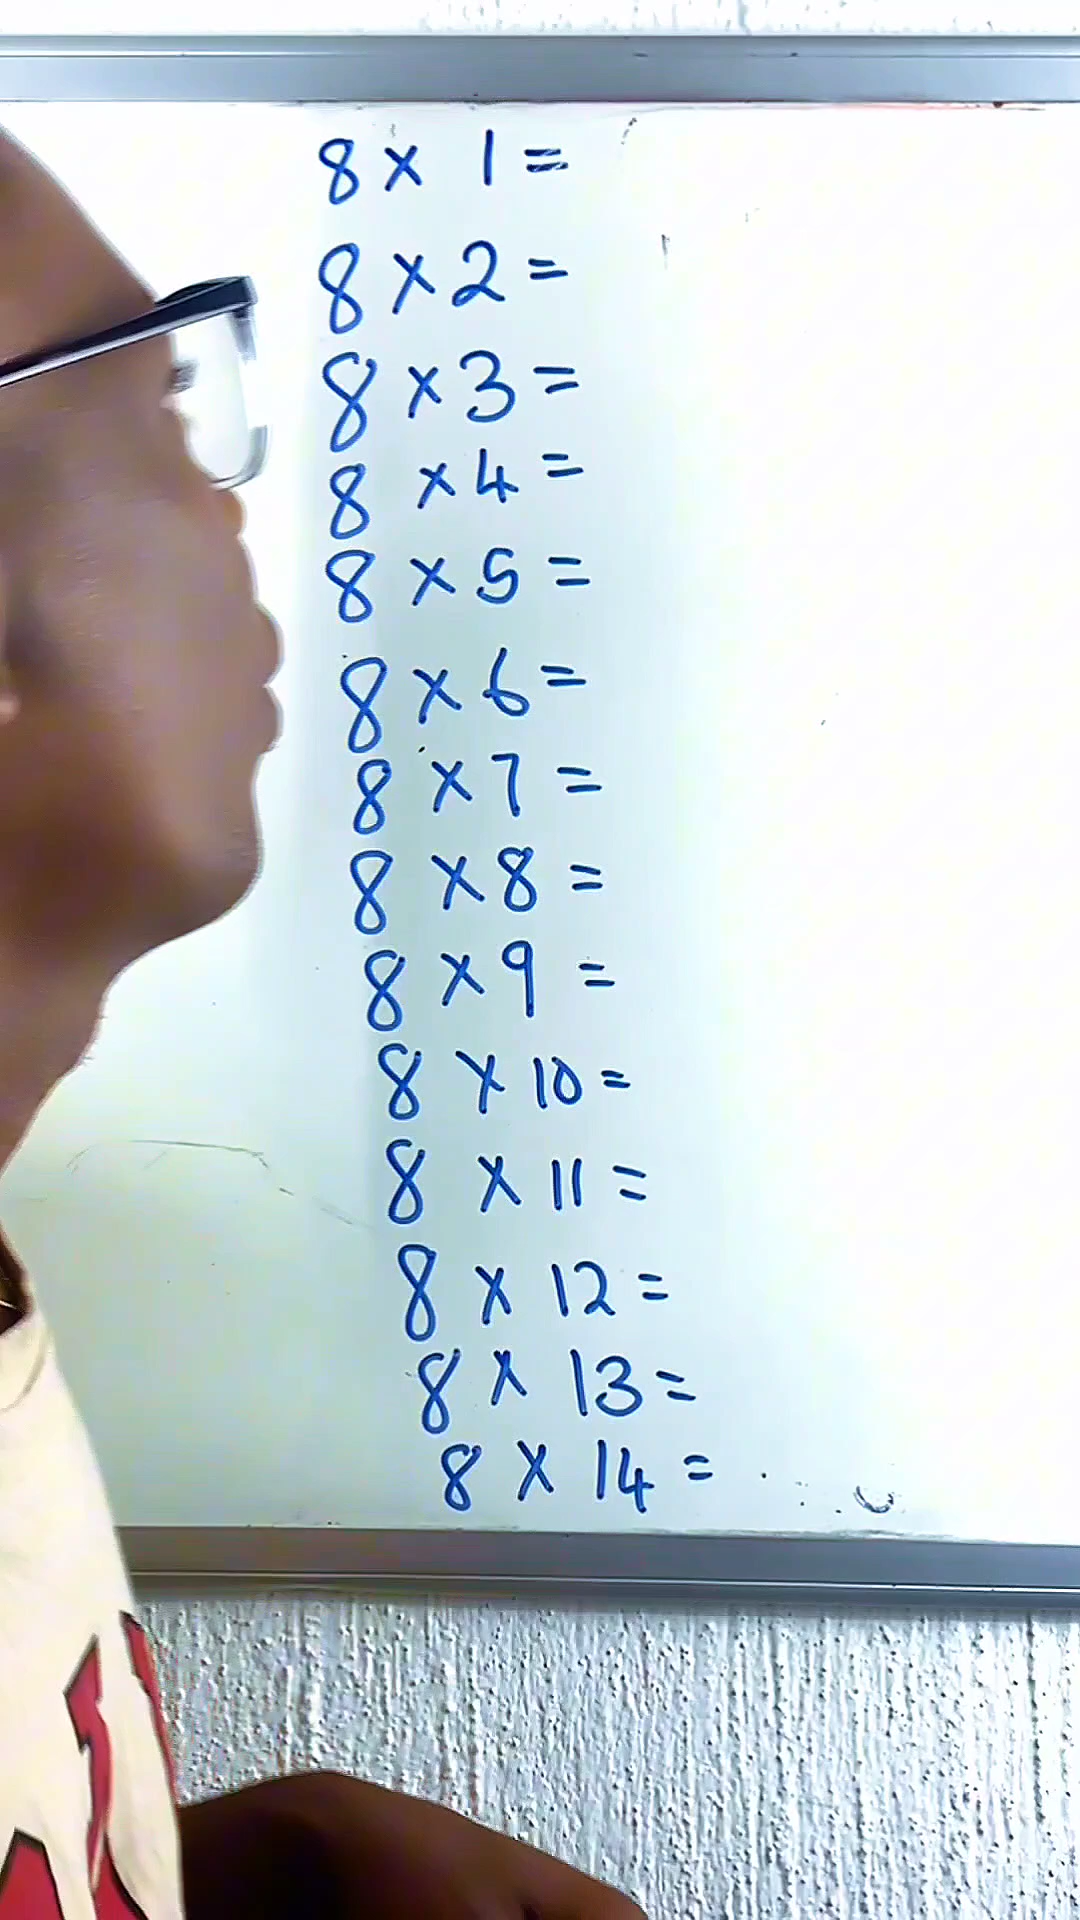 8 × 1 =
8 × 2 =
8 × 3 =
8 × 4 =
8 × 5 =
8 × 6 =
8 × 7 =
8 × 8 =
8 × 9 =
8 × 10 =
8 × 11 =
8 × 12 =
8 × 13 =
8 × 14 =